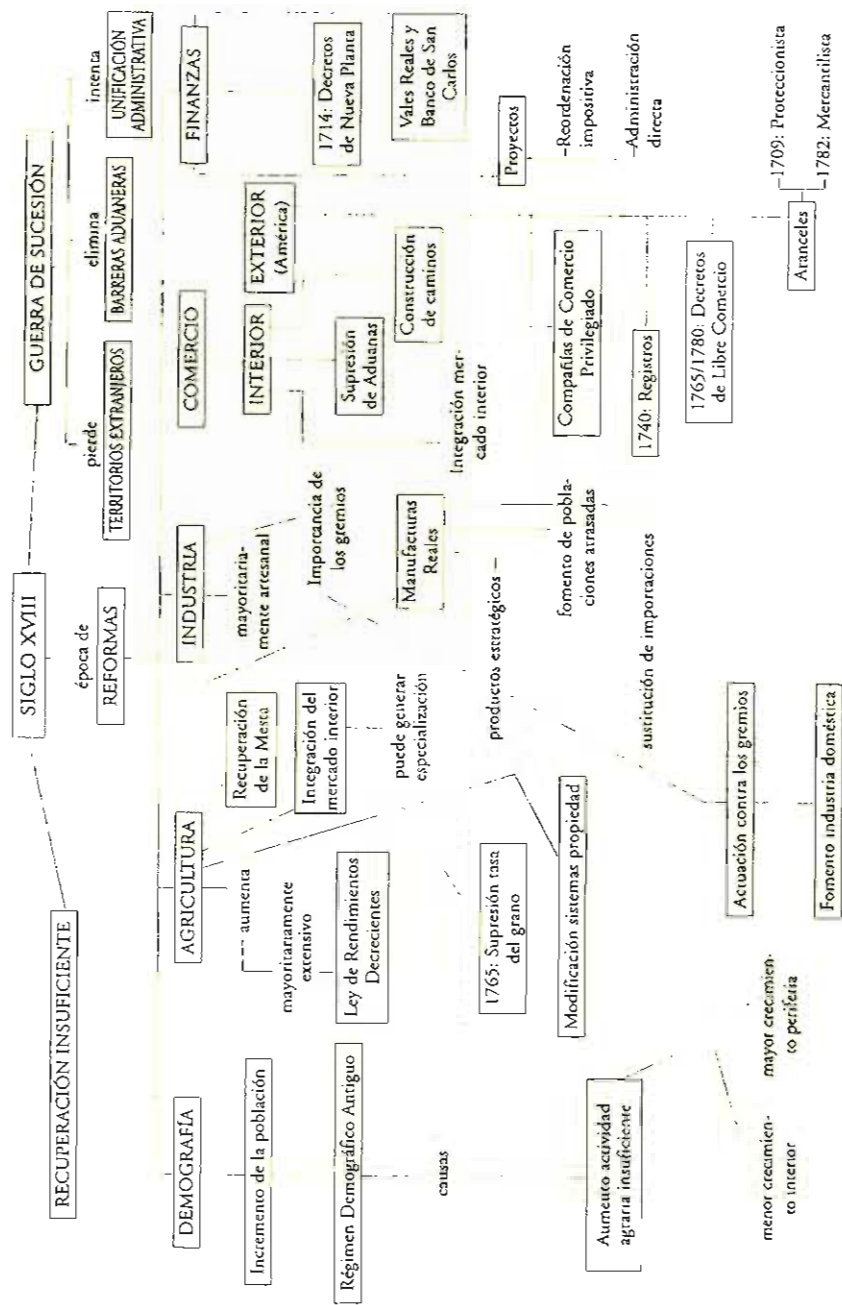 SIGLO XVIII
RECUPERACIÓN INSUFICIENTE
época de
REFORMAS
GUERRA DE SUCESIÓN
pierde
TERRITORIOS EXTRANJEROS
elimina
BARRERAS ADUANERAS
intenta
UNIFICACIÓN
ADMINISTRATIVA
DEMOGRAFÍA
Incremento de la población
Régimen Demográfico Antiguo
causas
Aumento actividad
agraria insuficiente
menor crecimien-
to interior
mayor crecimien-
to periferia
AGRICULTURA
aumenta
mayoritariamente
extensivo
Ley de Rendimientos
Decrecientes
Recuperación
de la Mesta
Integración del
mercado interior
puede generar
especialización
1765: Supresión tasa
del grano
Modificación sistemas propiedad
INDUSTRIA
mayoritaria-
mente artesanal
Importancia de
los gremios
Manufacturas
Reales
productos estratégicos
fomento de pobla-
ciones atrasadas
sustitución de importaciones
Actuación contra los gremios
Fomento industria doméstica
COMERCIO
INTERIOR
EXTERIOR
(América)
Supresión
de Aduanas
Construcción
de caminos
Integración mer-
cado interior
Compañías de Comercio
Privilegiado
1740: Registros
1765/1780: Decretos
de Libre Comercio
Aranceles
1709: Proteccionista
1782: Mercantilista
FINANZAS
1714: Decretos
de Nueva Planta
Vales Reales y
Banco de San
Carlos
Proyectos
–Reordenación
impositiva
–Administración
directa